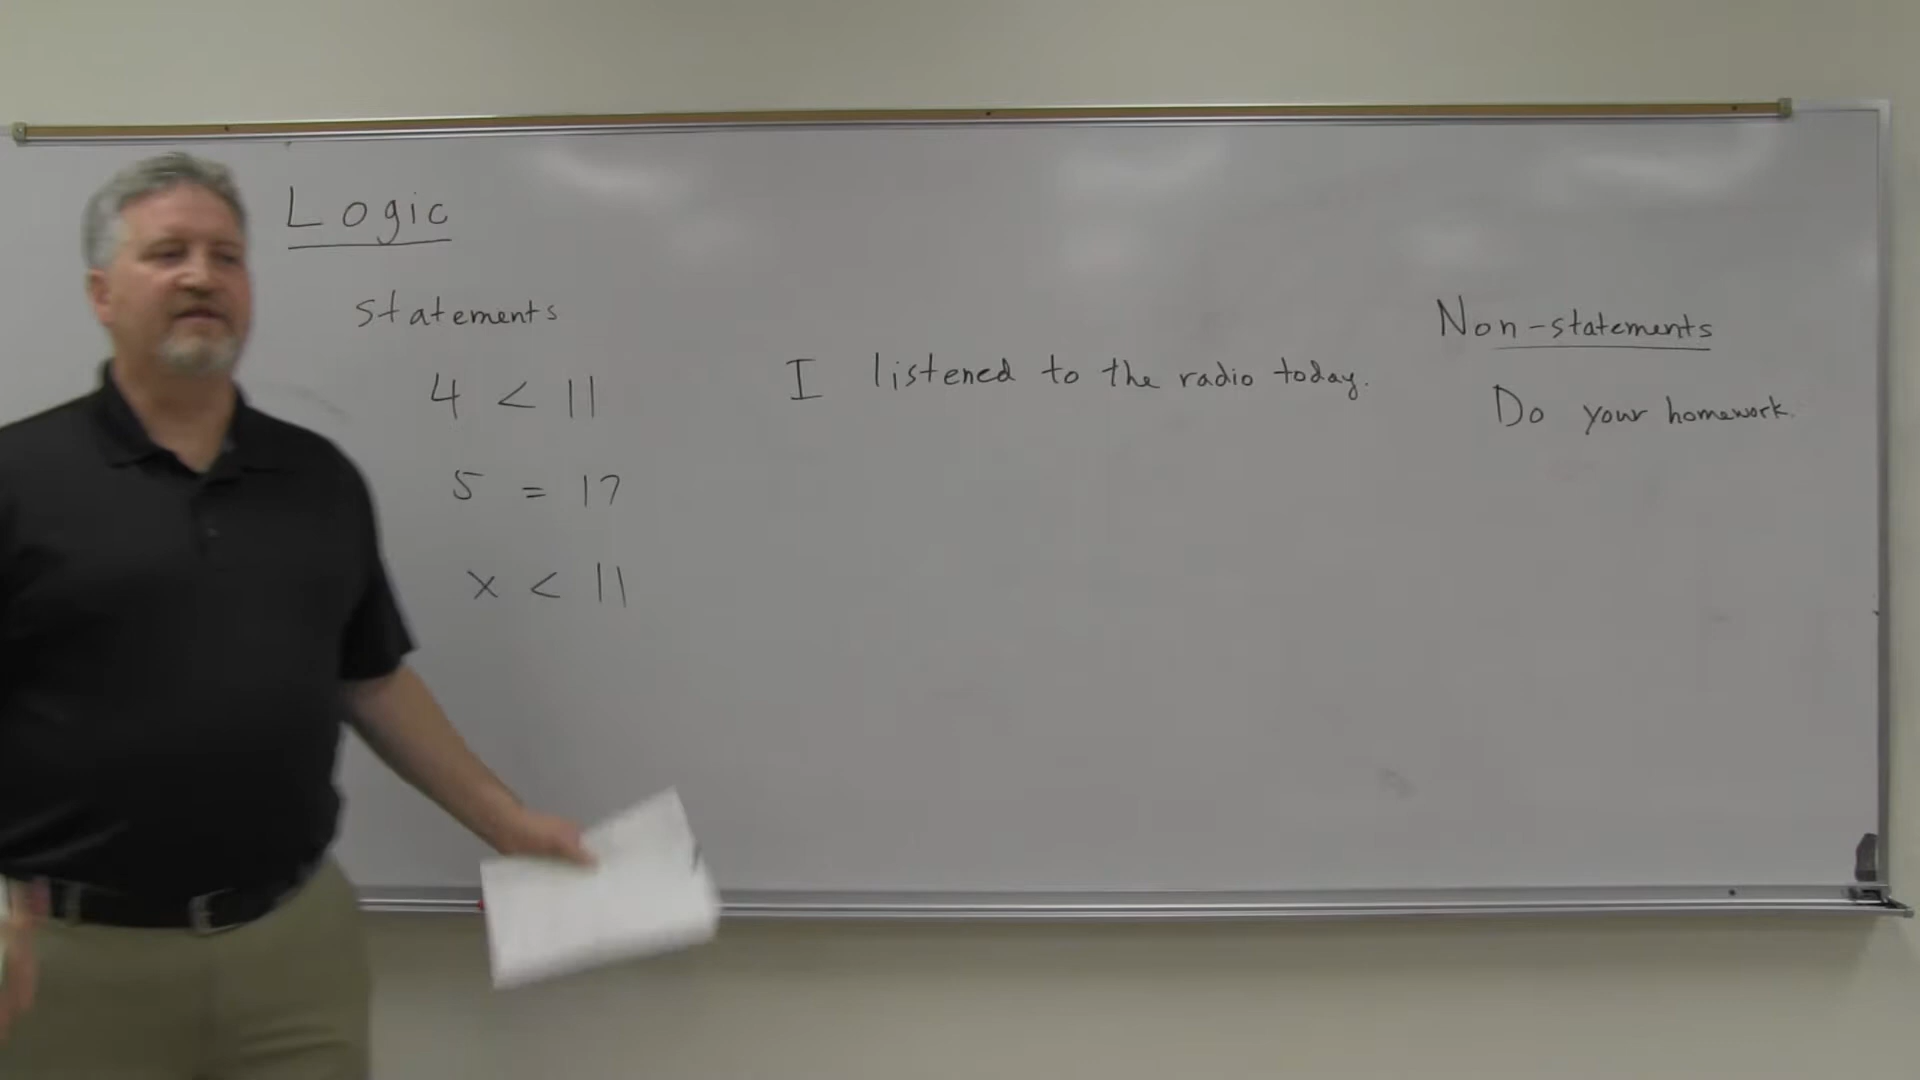 Logic
statements
4 < 11
5 = 17
x < 11
I listened to the radio today.
Non-statements
Do your homework.